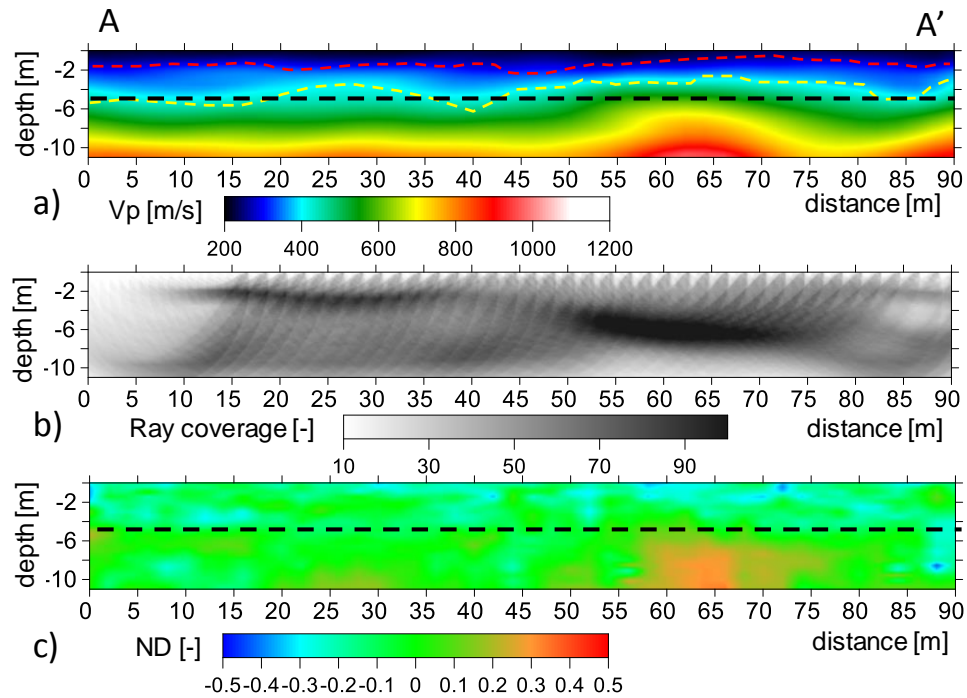 A A’
-2
-6
-10
depth [m]
0 5 10 15 20 25 30 35 40 45 50 55 60 65 70 75 80 85 90
a) Vp [m/s] distance [m]
200 400 600 800 1000 1200
-2
-6
-10
depth [m]
0 5 10 15 20 25 30 35 40 45 50 55 60 65 70 75 80 85 90
b) Ray coverage [-] distance [m]
10 30 50 70 90
-2
-6
-10
depth [m]
0 5 10 15 20 25 30 35 40 45 50 55 60 65 70 75 80 85 90
c) ND [-] distance [m]
-0.5 -0.4 -0.3 -0.2 -0.1 0 0.1 0.2 0.3 0.4 0.5